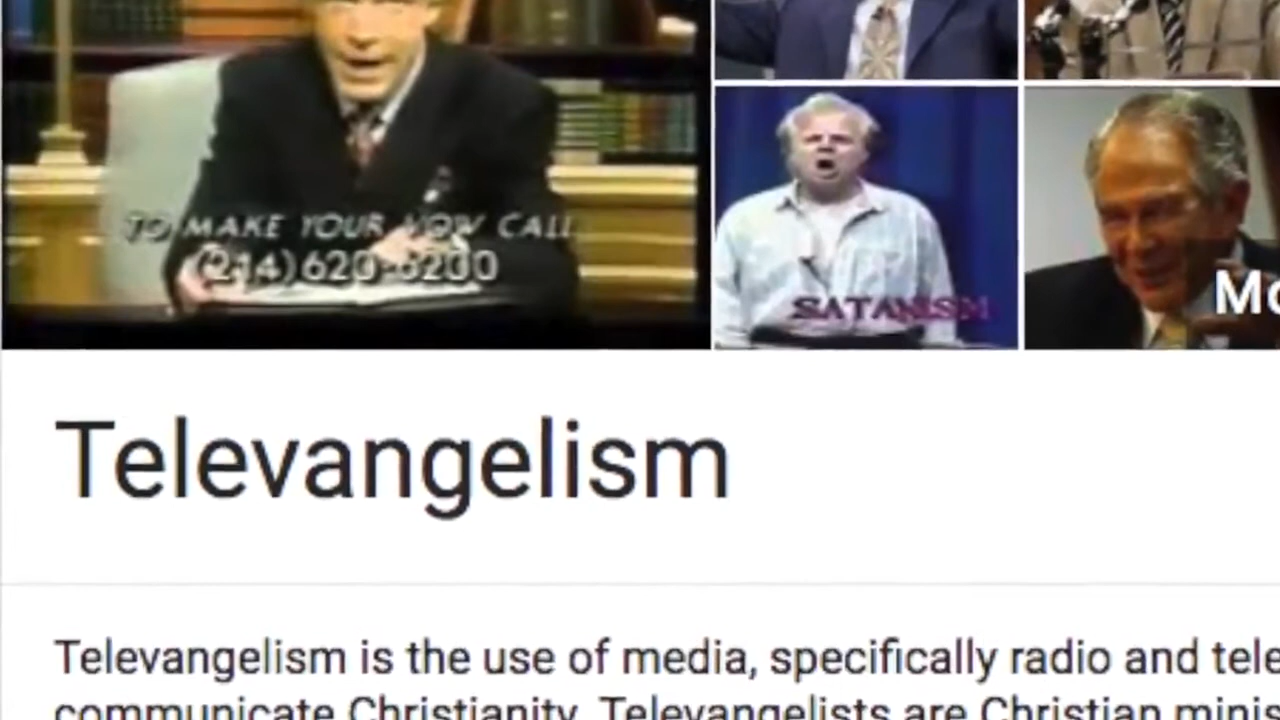 TO MAKE YOUR VOW CALL
(214)620-6200
SATANISM
Mo
Televangelism
Televangelism is the use of media, specifically radio and tele
communicate Christianity. Televangelists are Christian minis